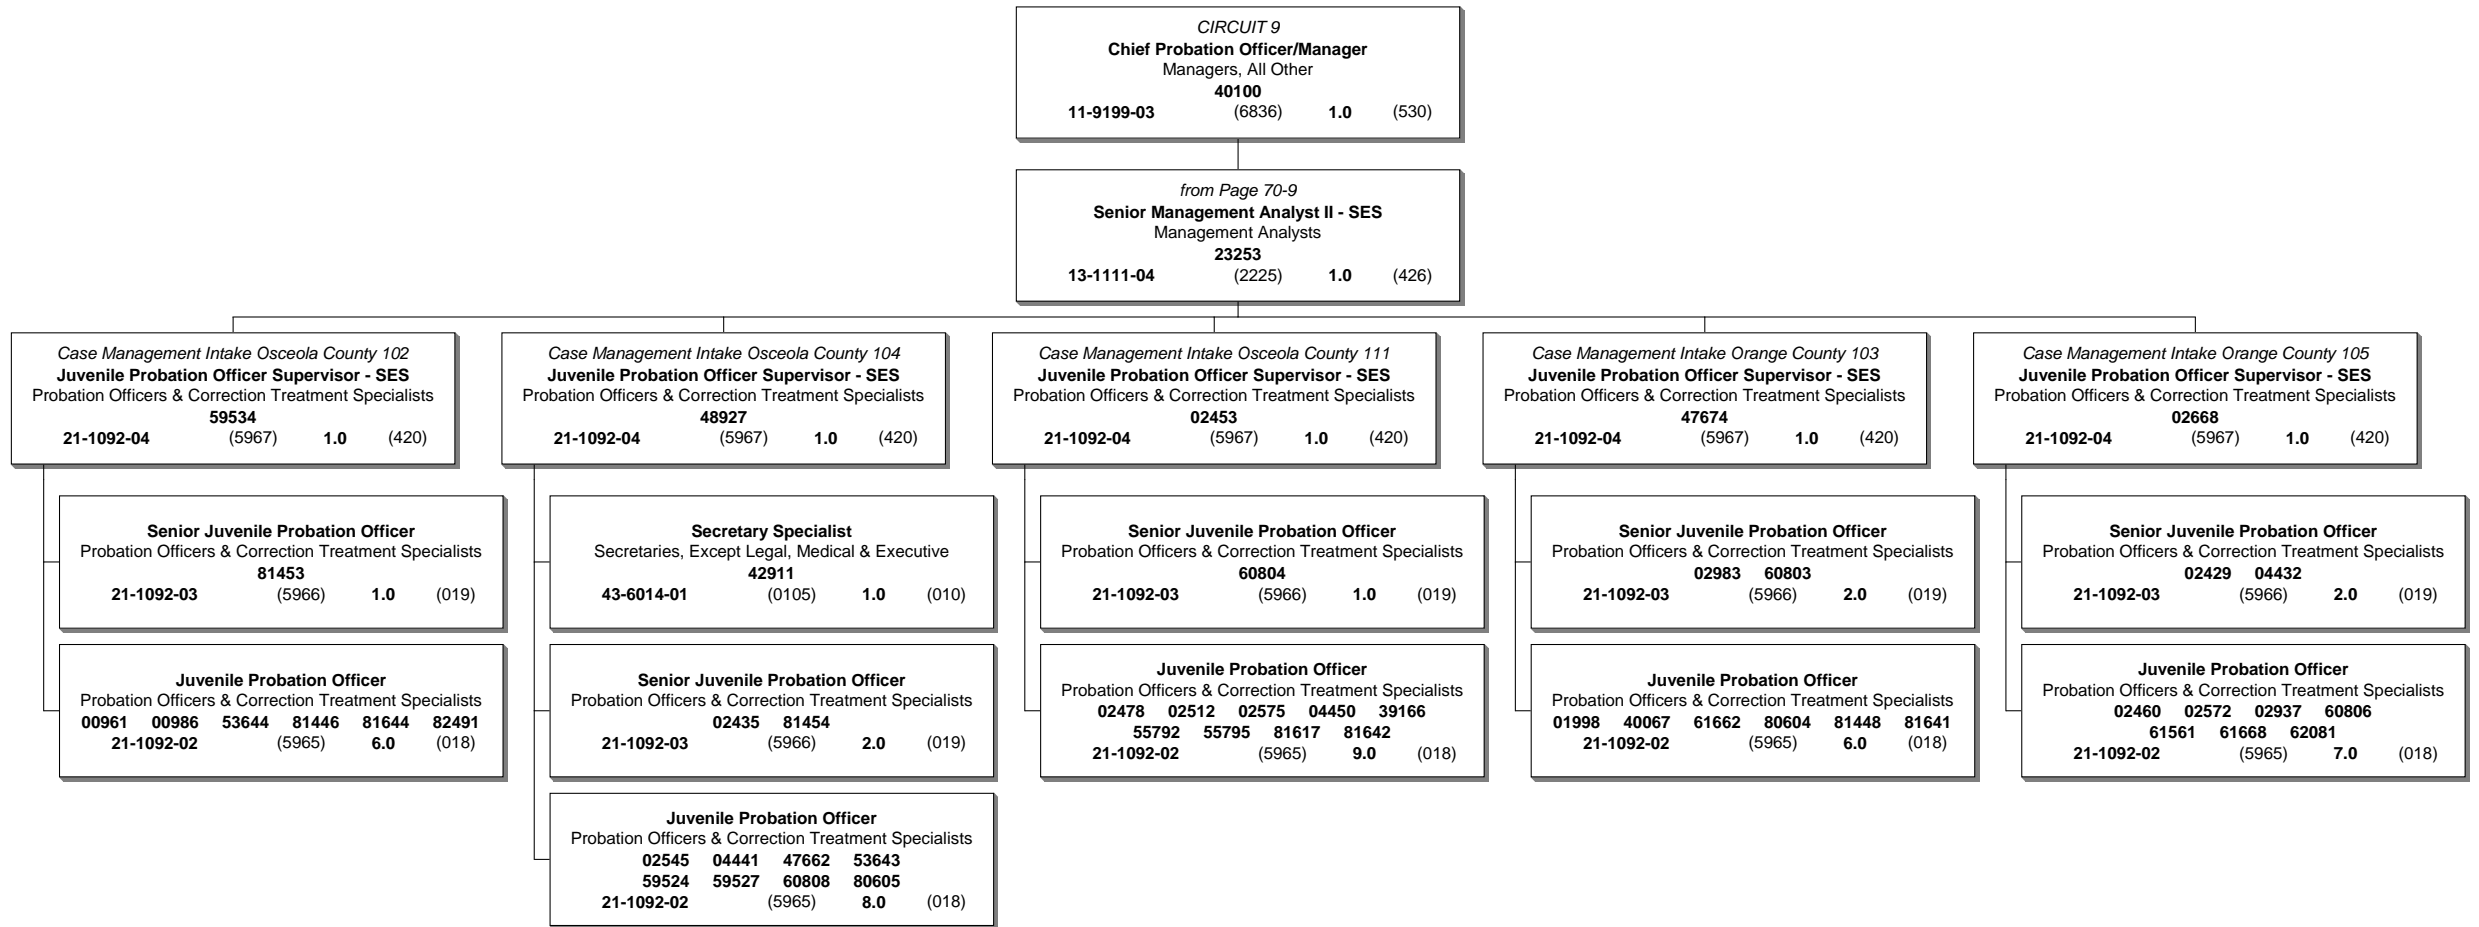 CIRCUIT 9
Chief Probation Officer/Manager
Managers, All Other
40100
11-9199-03 (6836) 1.0 (530)
from Page 70-9
Senior Management Analyst II - SES
Management Analysts
23253
13-1111-04 (2225) 1.0 (426)
Case Management Intake Osceola County 102
Juvenile Probation Officer Supervisor - SES
Probation Officers & Correction Treatment Specialists
59534
21-1092-04 (5967) 1.0 (420)
Senior Juvenile Probation Officer
Probation Officers & Correction Treatment Specialists
81453
21-1092-03 (5966) 1.0 (019)
Juvenile Probation Officer
Probation Officers & Correction Treatment Specialists
00961 00986 53644 81446 81644 82491
21-1092-02 (5965) 6.0 (018)
Case Management Intake Osceola County 104
Juvenile Probation Officer Supervisor - SES
Probation Officers & Correction Treatment Specialists
48927
21-1092-04 (5967) 1.0 (420)
Secretary Specialist
Secretaries, Except Legal, Medical & Executive
42911
43-6014-01 (0105) 1.0 (010)
Senior Juvenile Probation Officer
Probation Officers & Correction Treatment Specialists
02435 81454
21-1092-03 (5966) 2.0 (019)
Juvenile Probation Officer
Probation Officers & Correction Treatment Specialists
02545 04441 47662 53643
59524 59527 60808 80605
21-1092-02 (5965) 8.0 (018)
Case Management Intake Osceola County 111
Juvenile Probation Officer Supervisor - SES
Probation Officers & Correction Treatment Specialists
02453
21-1092-04 (5967) 1.0 (420)
Senior Juvenile Probation Officer
Probation Officers & Correction Treatment Specialists
60804
21-1092-03 (5966) 1.0 (019)
Juvenile Probation Officer
Probation Officers & Correction Treatment Specialists
02478 02512 02575 04450 39166
55792 55795 81617 81642
21-1092-02 (5965) 9.0 (018)
Case Management Intake Orange County 103
Juvenile Probation Officer Supervisor - SES
Probation Officers & Correction Treatment Specialists
47674
21-1092-04 (5967) 1.0 (420)
Senior Juvenile Probation Officer
Probation Officers & Correction Treatment Specialists
02983 60803
21-1092-03 (5966) 2.0 (019)
Juvenile Probation Officer
Probation Officers & Correction Treatment Specialists
01998 40067 61662 80604 81448 81641
21-1092-02 (5965) 6.0 (018)
Case Management Intake Orange County 105
Juvenile Probation Officer Supervisor - SES
Probation Officers & Correction Treatment Specialists
02668
21-1092-04 (5967) 1.0 (420)
Senior Juvenile Probation Officer
Probation Officers & Correction Treatment Specialists
02429 04432
21-1092-03 (5966) 2.0 (019)
Juvenile Probation Officer
Probation Officers & Correction Treatment Specialists
02460 02572 02937 60806
61561 61668 62081
21-1092-02 (5965) 7.0 (018)